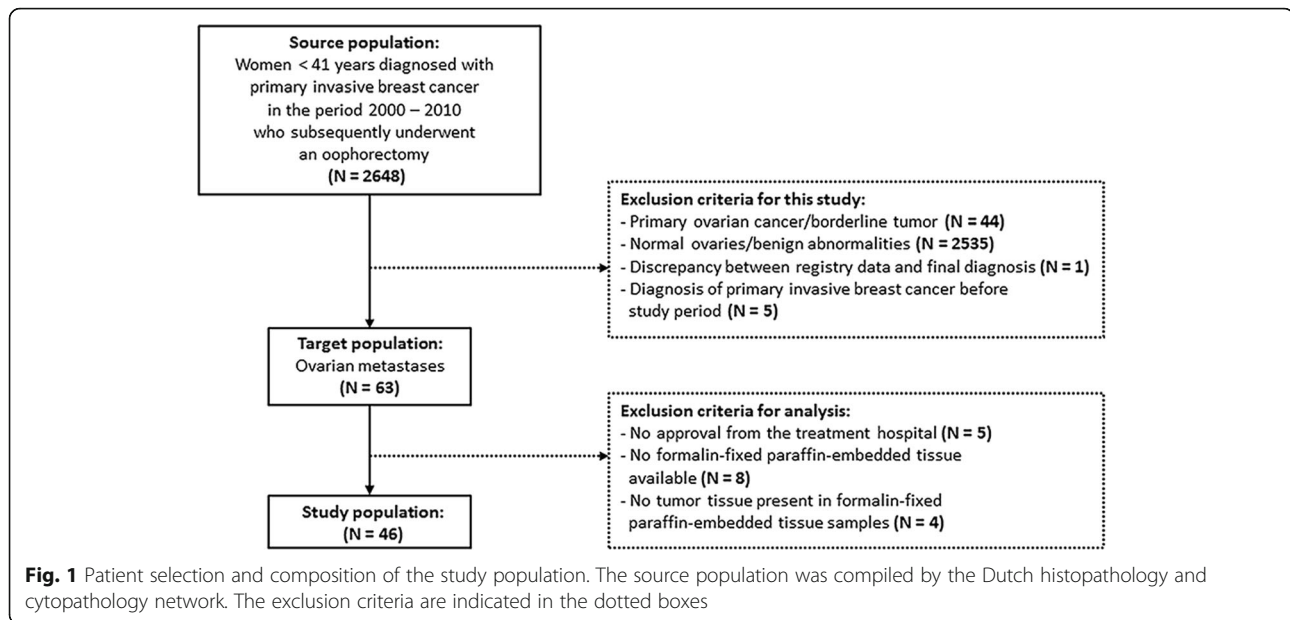 Source population:
Women < 41 years diagnosed with
primary invasive breast cancer
in the period 2000 – 2010
who subsequently underwent
an oophorectomy
(N = 2648)
Exclusion criteria for this study:
- Primary ovarian cancer/borderline tumor (N = 44)
- Normal ovaries/benign abnormalities (N = 2535)
- Discrepancy between registry data and final diagnosis (N = 1)
- Diagnosis of primary invasive breast cancer before
study period (N = 5)
Target population:
Ovarian metastases
(N = 63)
Exclusion criteria for analysis:
- No approval from the treatment hospital (N = 5)
- No formalin-fixed paraffin-embedded tissue
available (N = 8)
- No tumor tissue present in formalin-fixed
paraffin-embedded tissue samples (N = 4)
Study population:
(N = 46)
Fig. 1 Patient selection and composition of the study population. The source population was compiled by the Dutch histopathology and
cytopathology network. The exclusion criteria are indicated in the dotted boxes